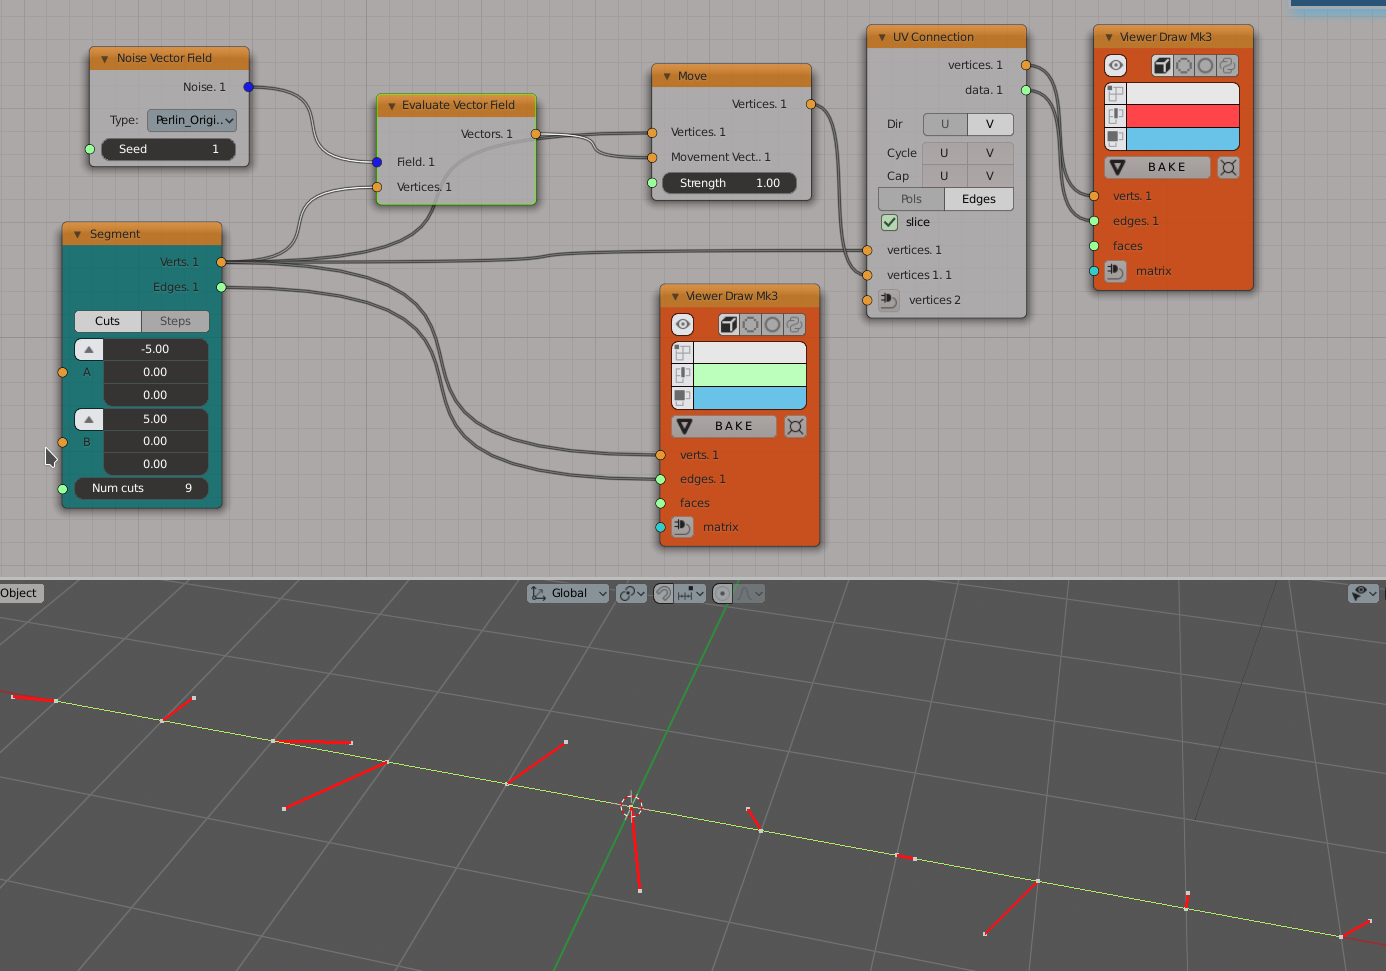 Noise Vector Field
Noise. 1
Type: Perlin_Origi..
Seed 1
Evaluate Vector Field
Vectors. 1
Field. 1
Vertices. 1
Move
Vertices. 1
Vertices. 1
Movement Vect.. 1
Strength 1.00
UV Connection
vertices. 1
data. 1
Dir U V
Cycle U V
Cap U V
Pols Edges
slice
vertices. 1
vertices 1. 1
vertices 2
Viewer Draw Mk3
BAKE
verts. 1
edges. 1
faces
matrix
Segment
Verts. 1
Edges. 1
Cuts Steps
-5.00
A 0.00
0.00
5.00
B 0.00
0.00
Num cuts 9
Viewer Draw Mk3
BAKE
verts. 1
edges. 1
faces
matrix
Object
Global